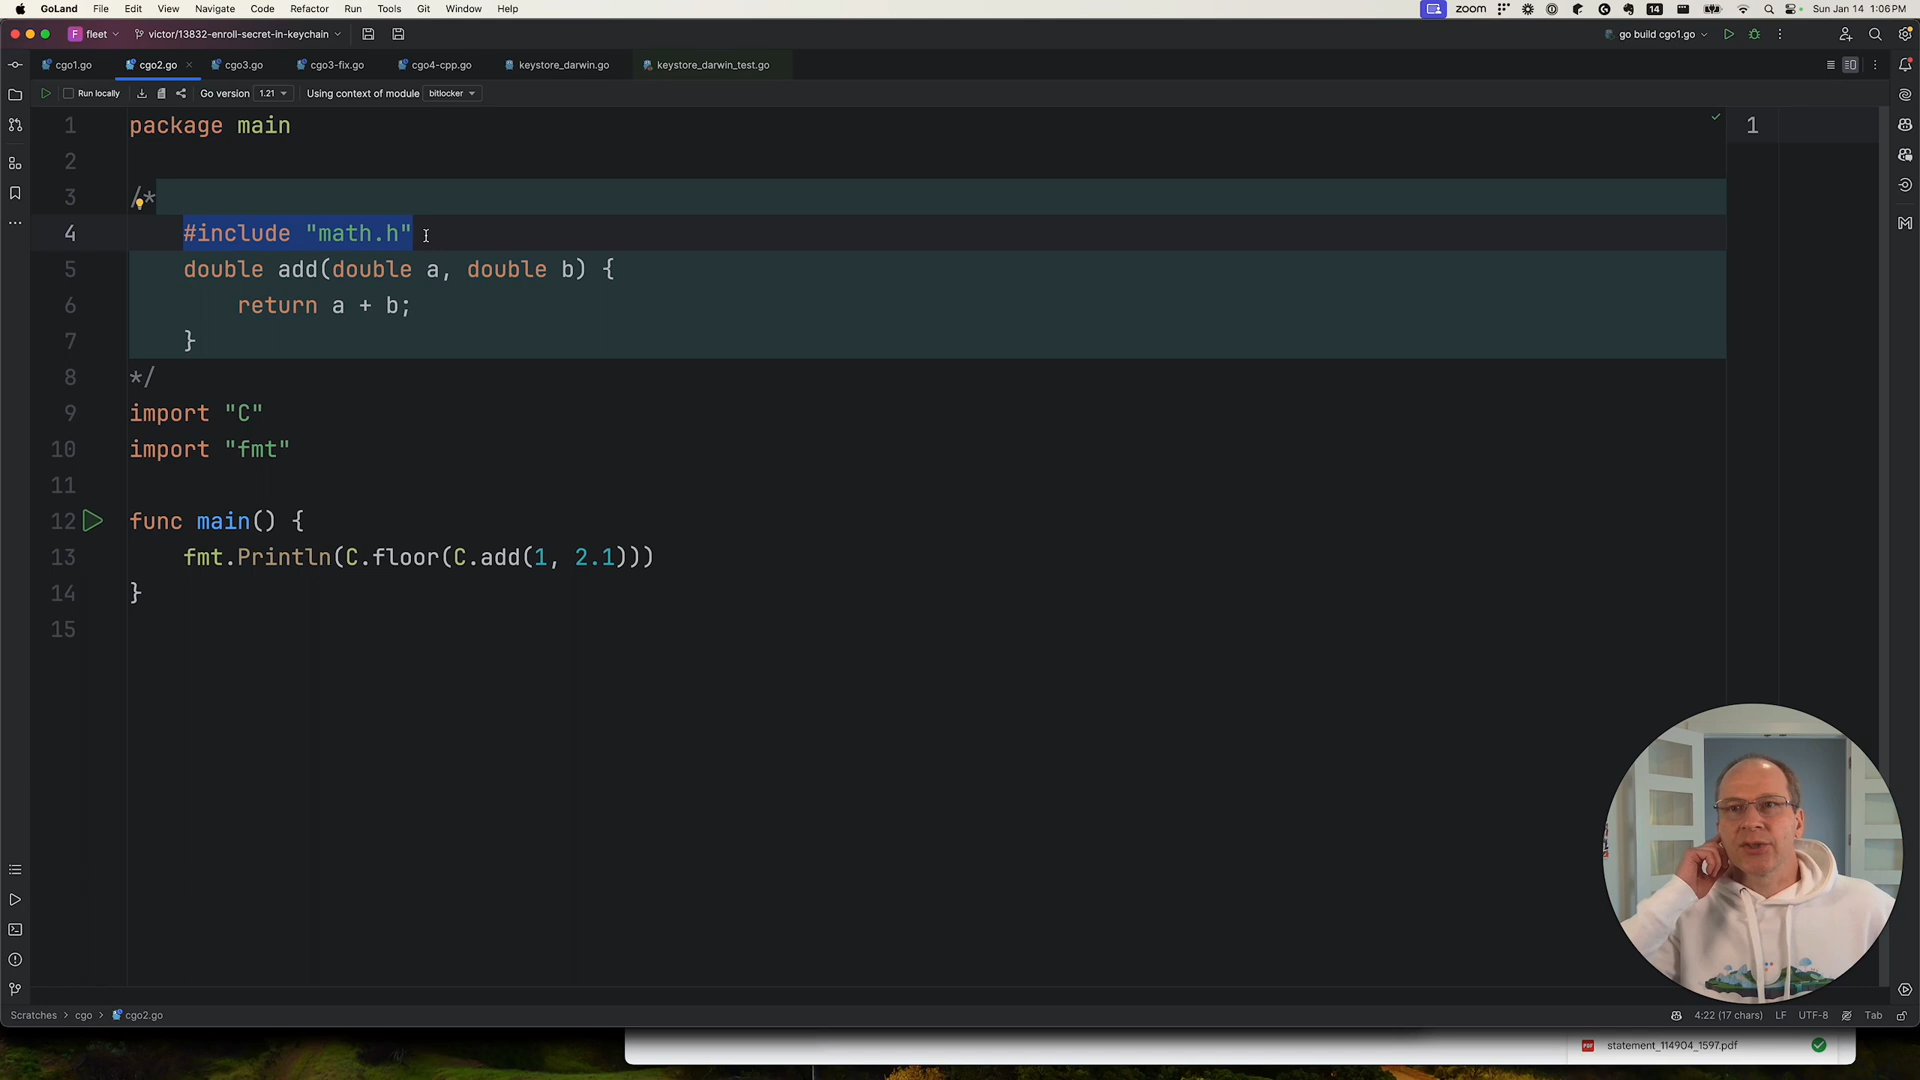 GoLand File Edit View Navigate Code Refactor Run Tools Git Window Help zoom 14 Sun Jan 14 1:06 PM
F fleet victor/13832-enroll-secret-in-keychain go build cgo1.go
cgo1.go cgo2.go cgo3.go cgo3-fix.go cgo4-cpp.go keystore_darwin.go keystore_darwin_test.go
Run locally Go version 1.21 Using context of module bitlocker
1 package main 1
2
3 /*
4 #include "math.h"
5 double add(double a, double b) {
6 return a + b;
7 }
8 */
9 import "C"
10 import "fmt"
11
12 func main() {
13 fmt.Println(C.floor(C.add(1, 2.1)))
14 }
15
Scratches > cgo > cgo2.go 4:22 (17 chars) LF UTF-8 Tab
PDF statement_114904_1597.pdf